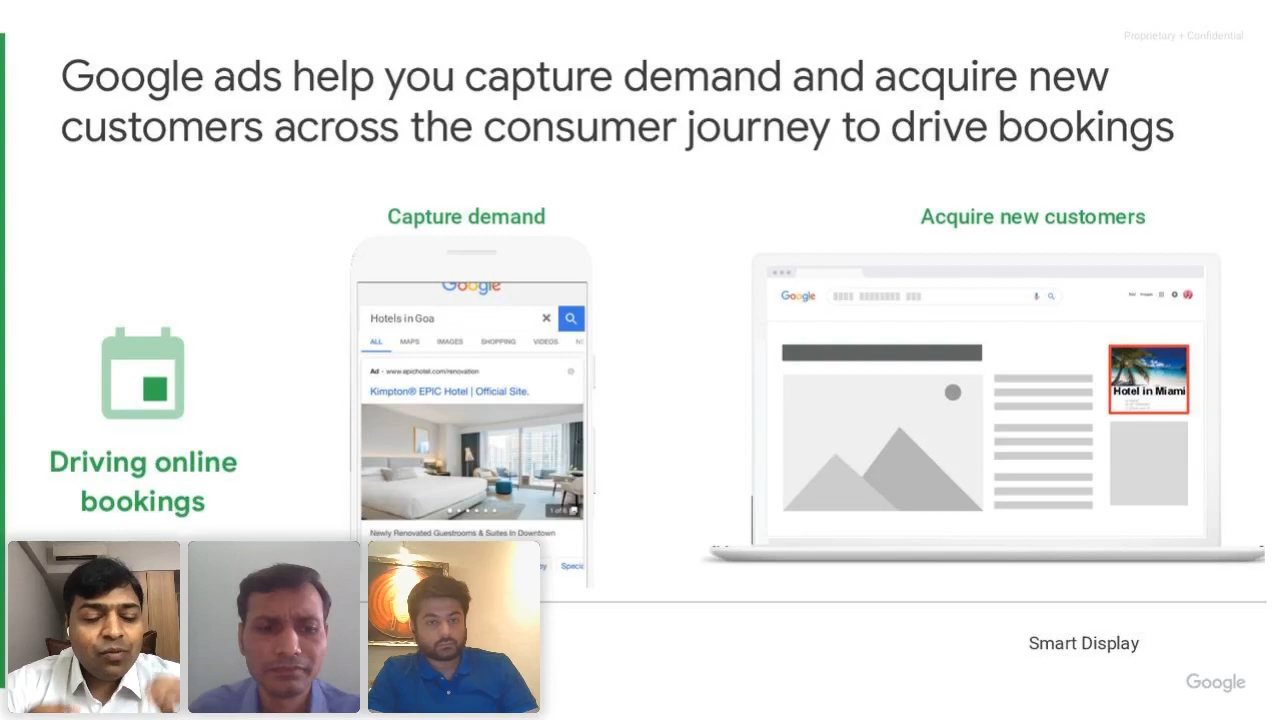 Proprietary + Confidential
Google ads help you capture demand and acquire new
customers across the consumer journey to drive bookings
Capture demand
Acquire new customers
Driving online
bookings
Google
Hotels in Goa
ALL MAPS IMAGES SHOPPING VIDEOS
Ad - www.epichotel.com/renovation
Kimpton® EPIC Hotel | Official Site.
1 of 6
Newly Renovated Guestrooms & Suites In Downtown
Google
Hotel in Miami
Smart Display
Google